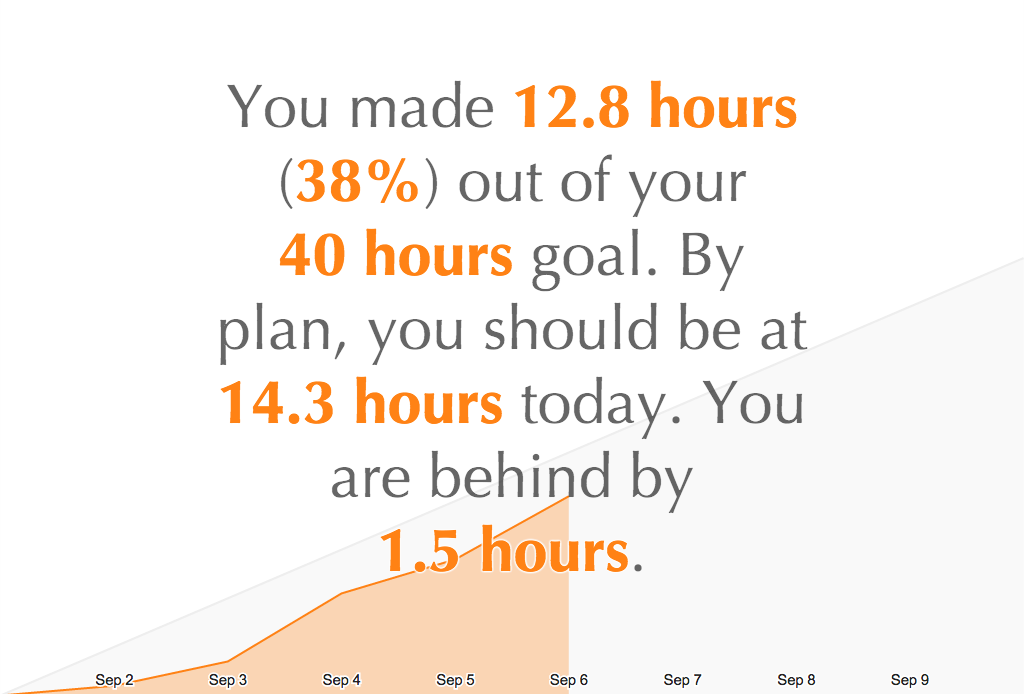 You made 12.8 hours
(38%) out of your
40 hours goal. By
plan, you should be at
14.3 hours today. You
are behind by
1.5 hours.
Sep 2 Sep 3 Sep 4 Sep 5 Sep 6 Sep 7 Sep 8 Sep 9